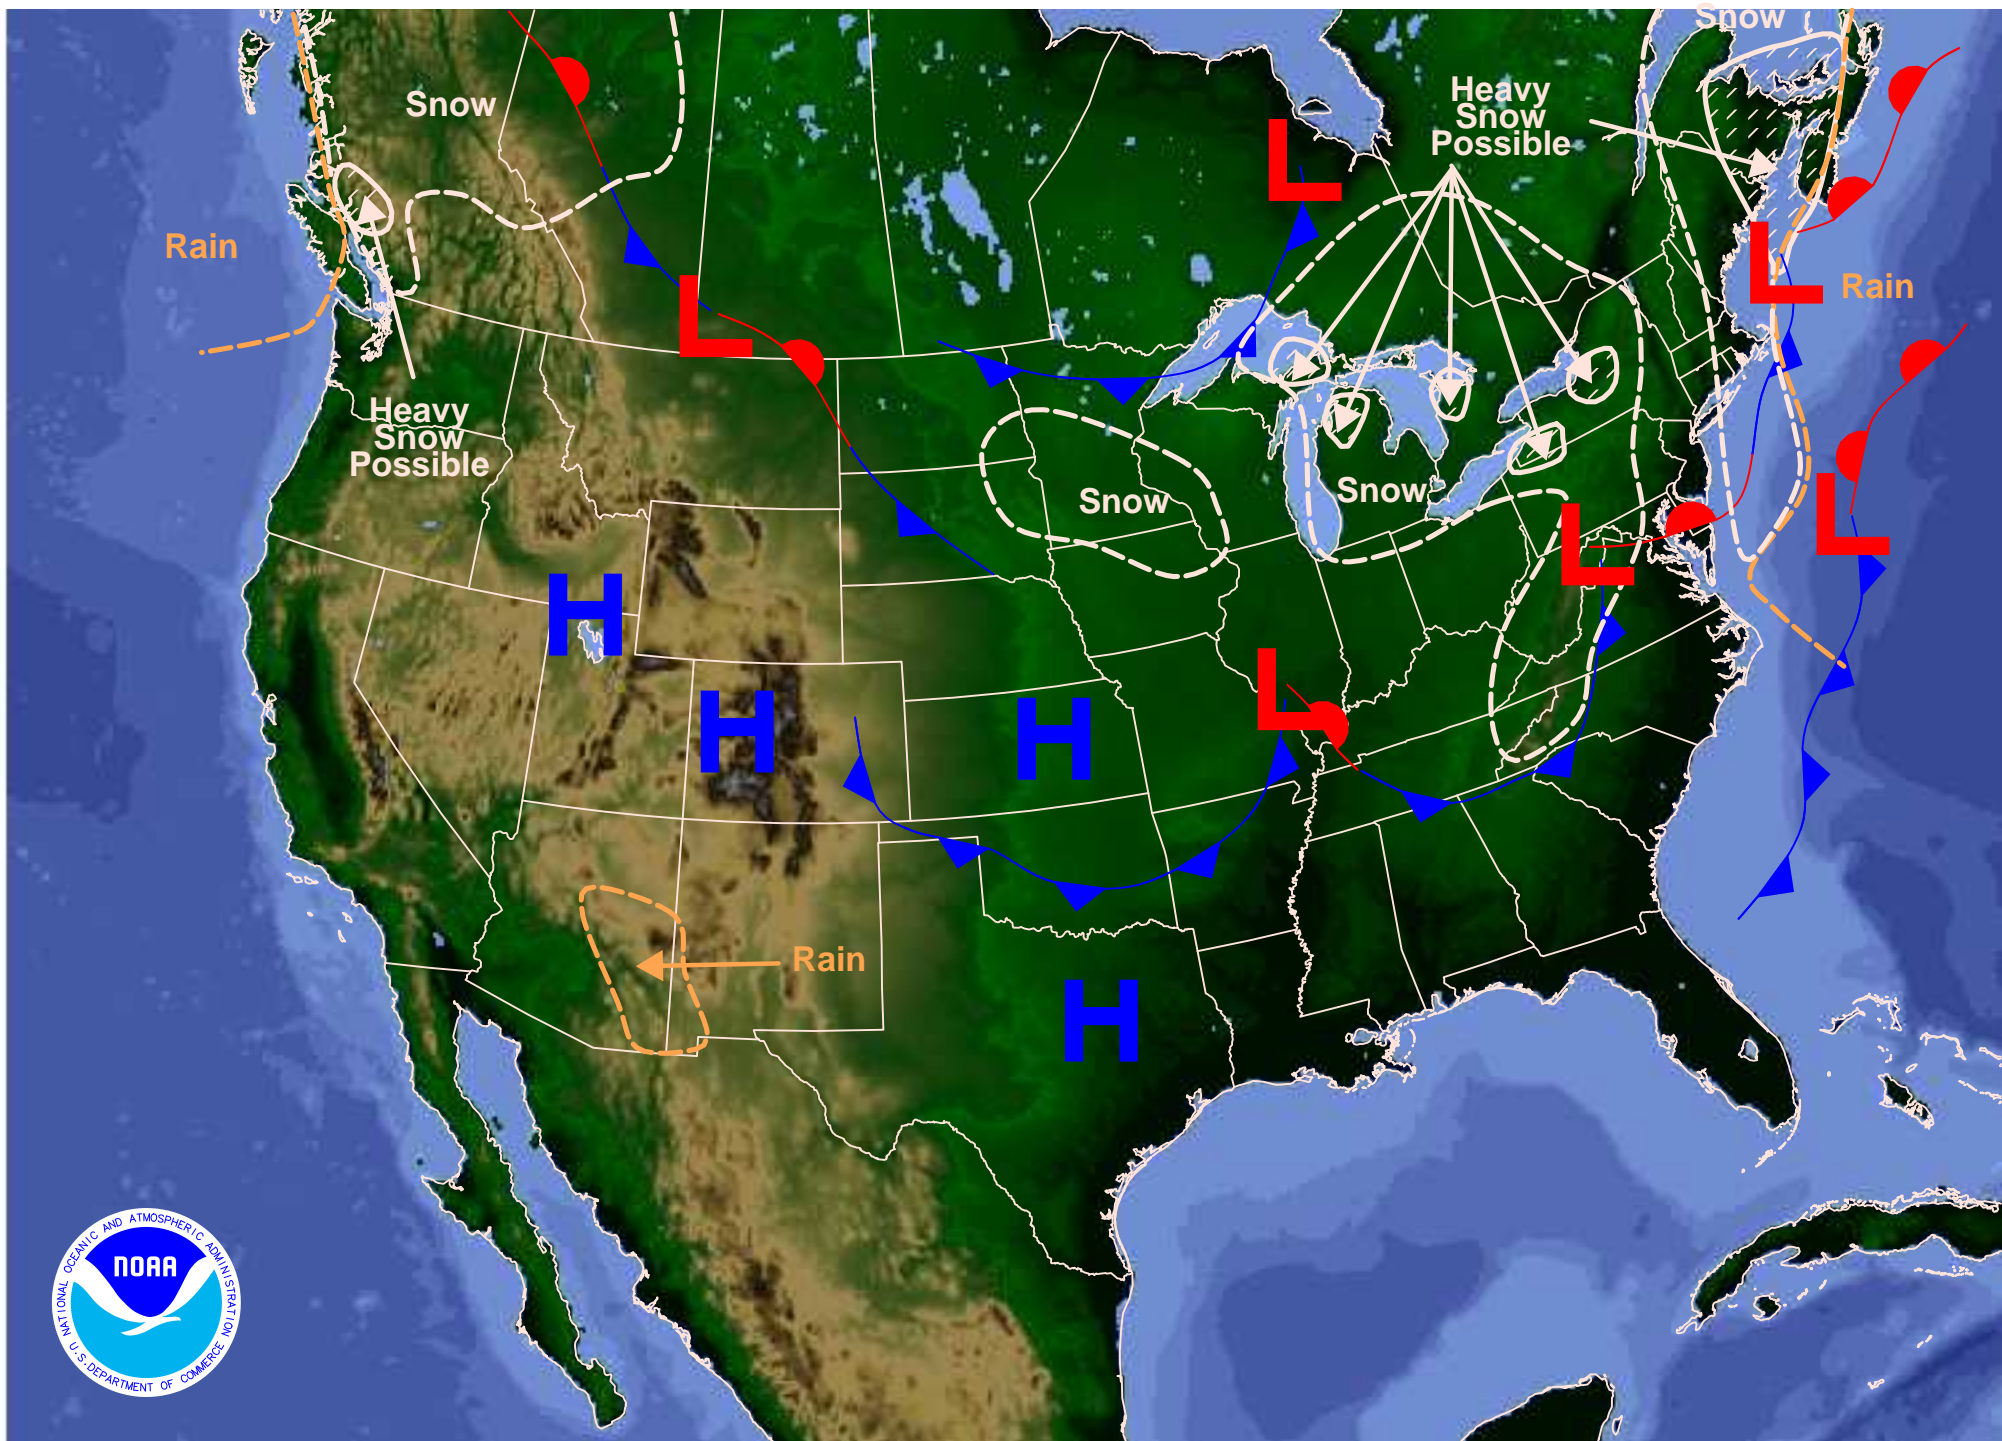 Snow
Heavy
Snow
Possible
Snow
L
Rain
L
Rain
L
Heavy
Snow
Possible
L
Snow
Snow
L
H
L
H
H
Rain
H
NATIONAL OCEANIC AND ATMOSPHERIC ADMINISTRATION
NOAA
U.S. DEPARTMENT OF COMMERCE